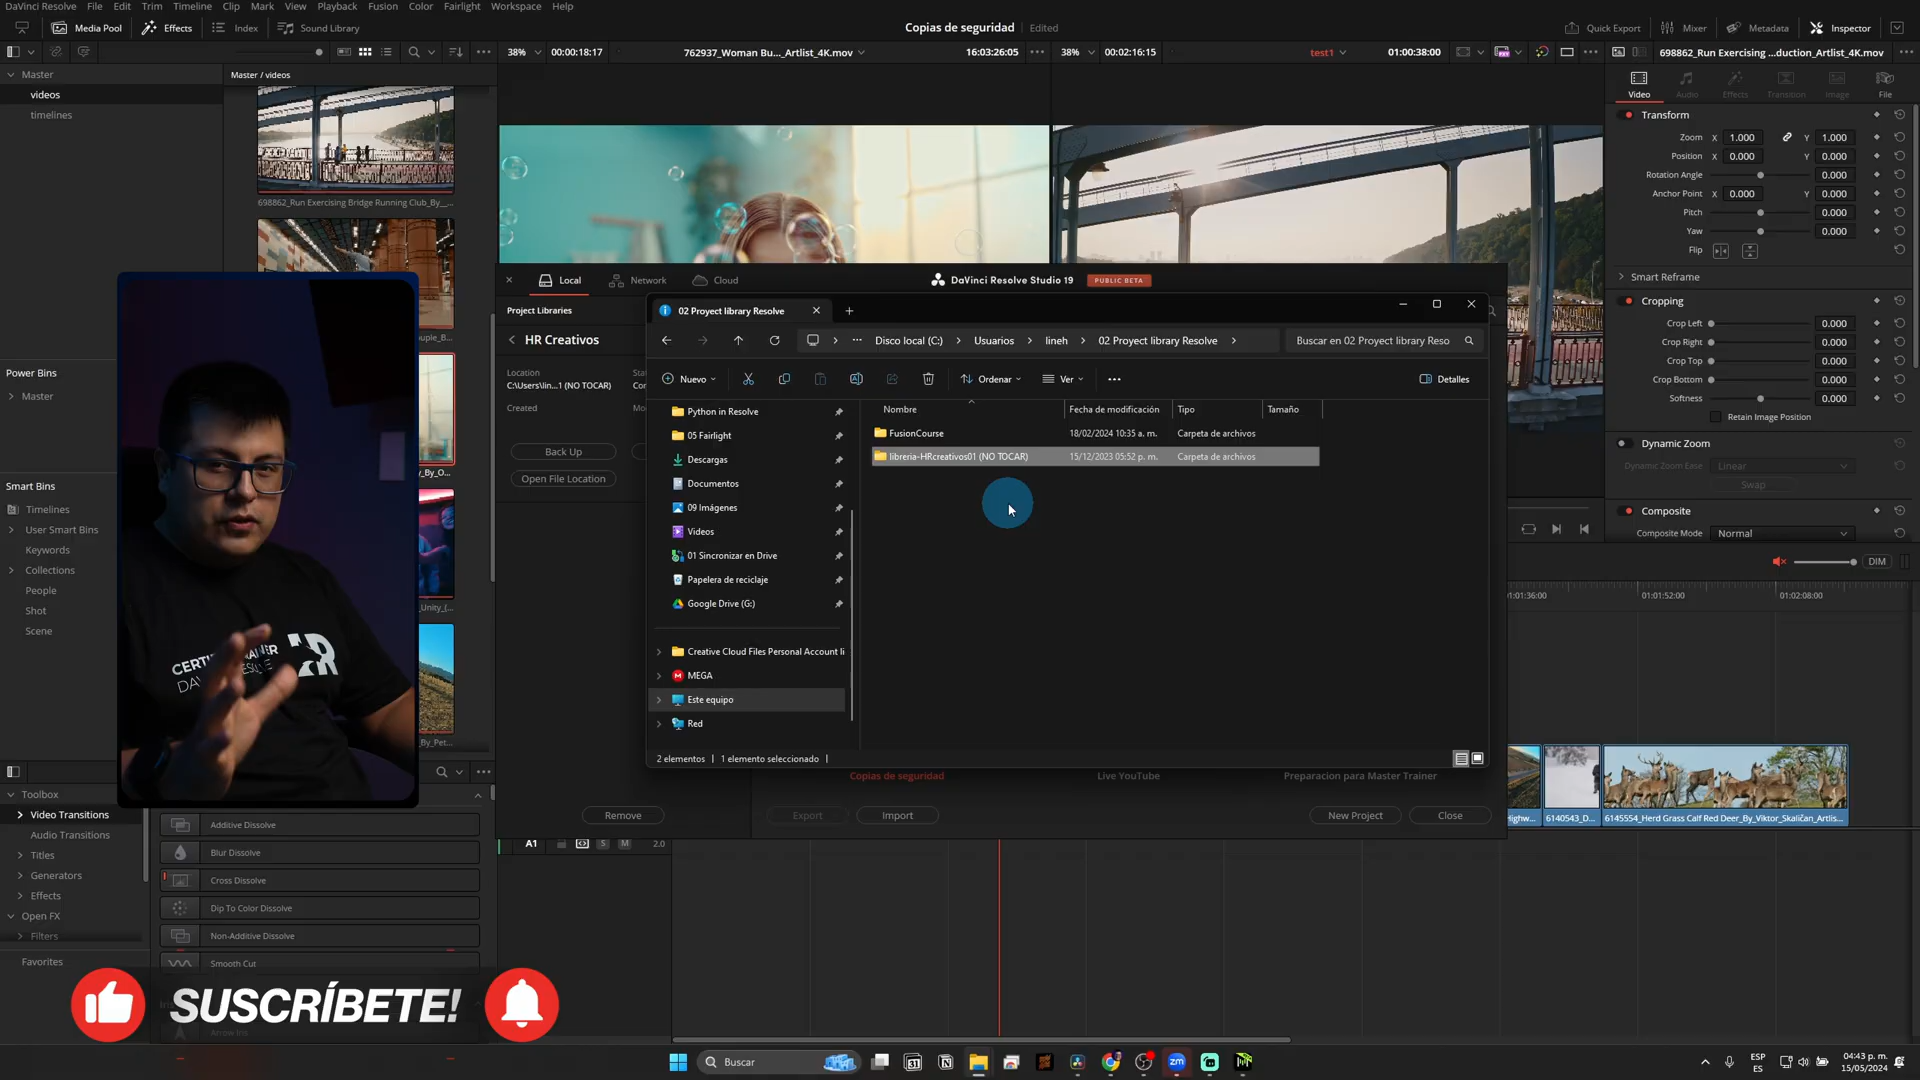 DaVinci Resolve File Edit Trim Timeline Clip Mark View Playback Fusion Color Fairlight Workspace Help
Media Pool Effects Index Sound Library
Copias de seguridad Edited
Quick Export Mixer Metadata Inspector
38% 00:00:18:17 762937_Woman Bu..._Artlist_4K.mov 16:03:26:05
38% 00:02:16:15 test1 01:00:38:00
698862_Run Exercising ...duction_Artlist_4K.mov
Master
videos
timelines
Master / videos
698862_Run Exercising Bridge Running Club_By_...
Power Bins
Master
Smart Bins
Timelines
User Smart Bins
Keywords
Collections
People
Shot
Scene
Video Audio Effects Transition Image File
Transform
Zoom X 1.000 Y 1.000
Position X 0.000 Y 0.000
Rotation Angle 0.000
Anchor Point X 0.000 Y 0.000
Pitch 0.000
Yaw 0.000
Flip
Smart Reframe
Cropping
Crop Left 0.000
Crop Right 0.000
Crop Top 0.000
Crop Bottom 0.000
Softness 0.000
Retain Image Position
Dynamic Zoom
Dynamic Zoom Ease Linear
Swap
Composite
Composite Mode Normal
DIM
Local Network Cloud
DaVinci Resolve Studio 19 PUBLIC BETA
Project Libraries
HR Creativos
Location
C:\Users\lin...1 (NO TOCAR)
Created
Back Up
Open File Location
Remove
02 Proyect library Resolve
Disco local (C:) Usuarios lineh 02 Proyect library Resolve
Buscar en 02 Proyect library Reso
Nuevo Ordenar Ver Detalles
Nombre Fecha de modificación Tipo Tamaño
FusionCourse 18/02/2024 10:35 a. m. Carpeta de archivos
libreria-HRcreativos01 (NO TOCAR) 15/12/2023 05:52 p. m. Carpeta de archivos
Python in Resolve
05 Fairlight
Descargas
Documentos
09 Imágenes
Videos
01 Sincronizar en Drive
Papelera de reciclaje
Google Drive (G:)
Creative Cloud Files Personal Account li
MEGA
Este equipo
Red
2 elementos 1 elemento seleccionado
Copias de seguridad Live YouTube Preparacion para Master Trainer
Export Import New Project Close
01:01:52:00 01:02:08:00
6140543_D... 6145554_Herd Grass Calf Red Deer_By_Viktor_Skaličan_Artlis...
A1 S M 2.0
Toolbox
Video Transitions
Audio Transitions
Titles
Generators
Effects
Open FX
Filters
Favorites
Additive Dissolve
Blur Dissolve
Cross Dissolve
Dip To Color Dissolve
Non-Additive Dissolve
Smooth Cut
SUSCRÍBETE!
Buscar
ESP
ES
04:43 p. m.
15/05/2024